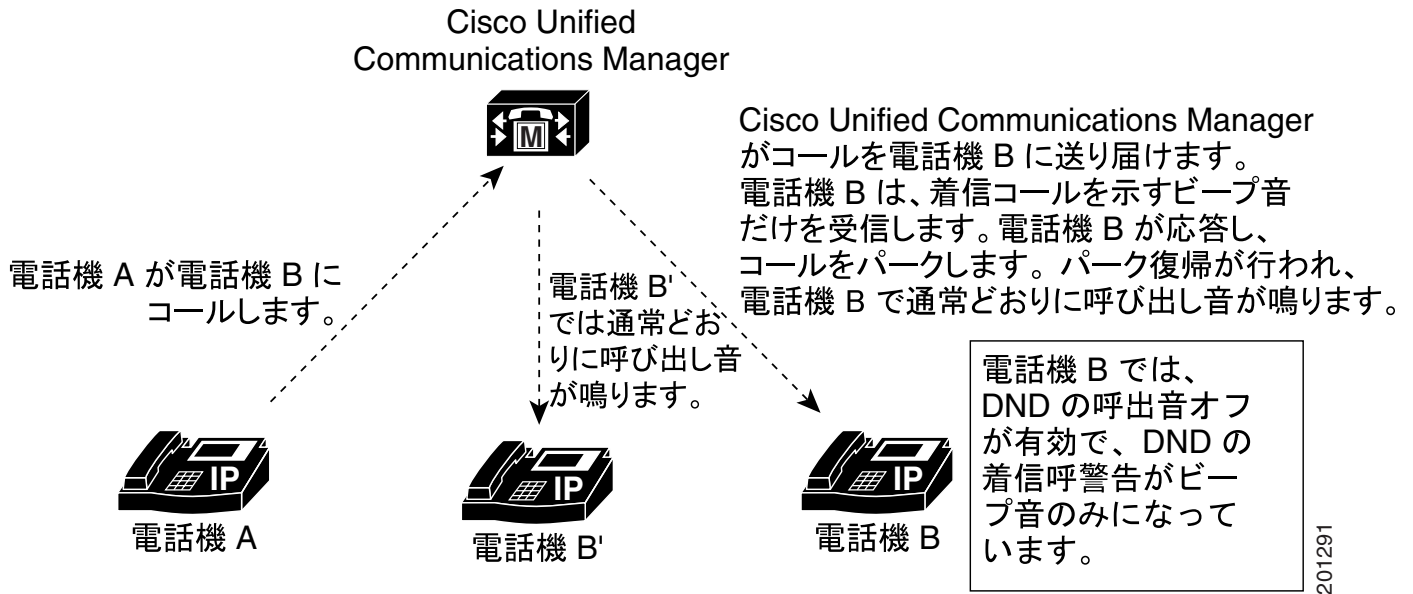 Cisco Unified
Communications Manager
M
Cisco Unified Communications Manager
がコールを電話機 B に送り届けます。
電話機 B は、着信コールを示すビープ音
だけを受信します。電話機 B が応答し、
コールをパークします。パーク復帰が行われ、
電話機 B で通常どおりに呼び出し音が鳴ります。
電話機 A が電話機 B に
コールします。
電話機 B'
では通常どお
りに呼び出し音
が鳴ります。
電話機 B では、
DND の呼出音オフ
が有効で、DND の
着信呼警告がビー
プ音のみになって
います。
IP
電話機 A
IP
電話機 B'
IP
電話機 B
201291